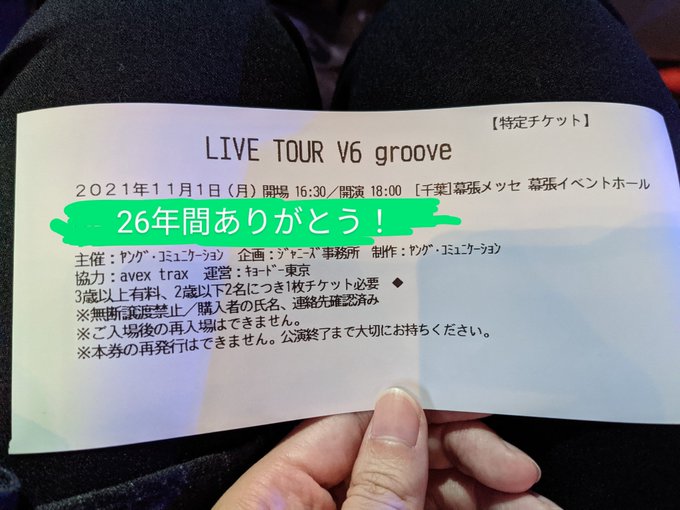 【特定チケット】
LIVE TOUR V6 groove
2021年11月1日(月) 開場 16:30/開演 18:00 [千葉]幕張メッセ 幕張イベントホール
26年間ありがとう!
主催:ヤング・コミュニケーション 企画:ジャニーズ事務所 制作:ヤング・コミュニケーション
協力:avex trax 運営:キョードー東京
3歳以上有料、2歳以下2名につき1枚チケット必要 ◆
※無断譲渡禁止/購入者の氏名、連絡先確認済み
※ご入場後の再入場はできません。
※本券の再発行はできません。公演終了まで大切にお持ちください。